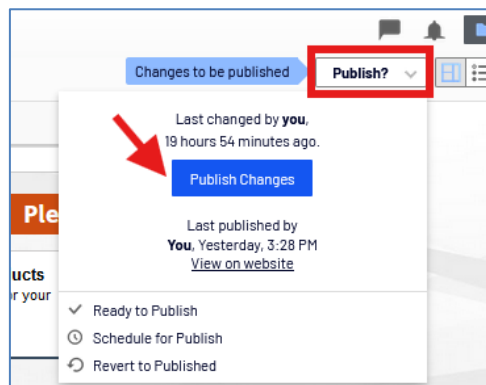 Changes to be published
Publish?
Last changed by you,
19 hours 54 minutes ago.
Publish Changes
Ple
Last published by
You, Yesterday, 3:28 PM
View on website
ucts
or your
Ready to Publish
Schedule for Publish
Revert to Published